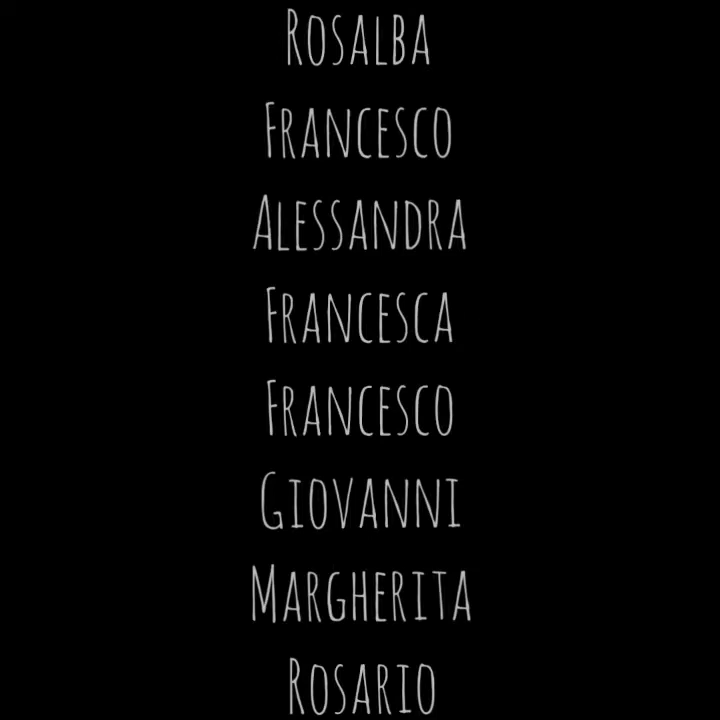 Rosalba
Francesco
Alessandra
Francesca
Francesco
Giovanni
Margherita
Rosario